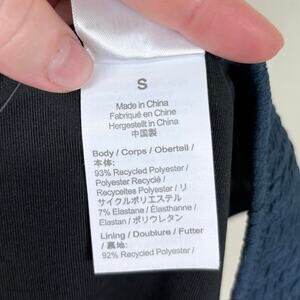 S
Made in China
Fabriqué en Chine
Hergestellt in China
中国製
Body / Corps / Oberteil /
本体:
93% Recycled Polyester /
Polyester Recyclé /
Recyceltes Polyester / リ
サイクルポリエステル
7% Elastane / Élasthanne /
Elastan / ポリウレタン
Lining / Doublure / Futter
/ 裏地:
92% Recycled Polyester /